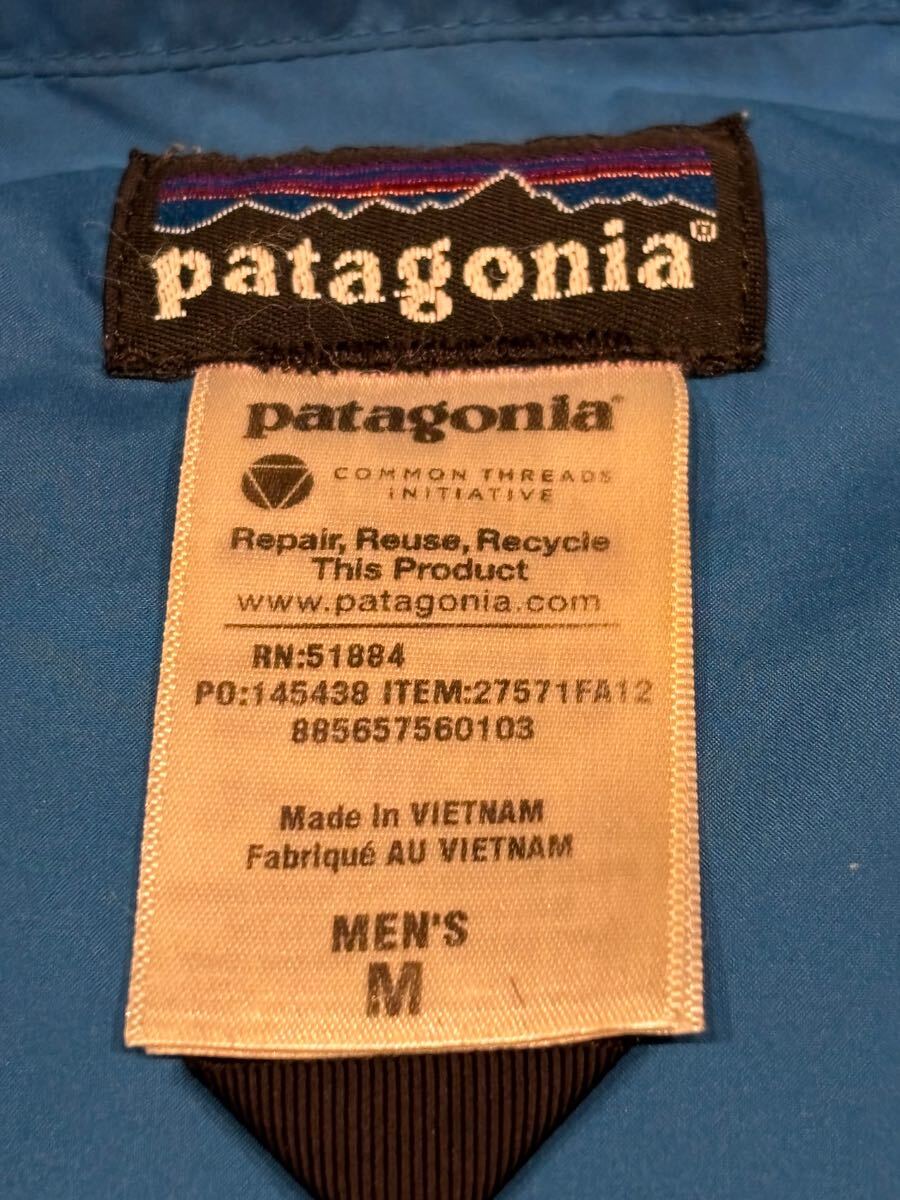 patagonia®
patagonia®
COMMON THREADS
INITIATIVE
Repair, Reuse, Recycle
This Product
www.patagonia.com
RN:51884
PO:145438 ITEM:27571FA12
885657560103
Made in VIETNAM
Fabriqué AU VIETNAM
MEN'S
M